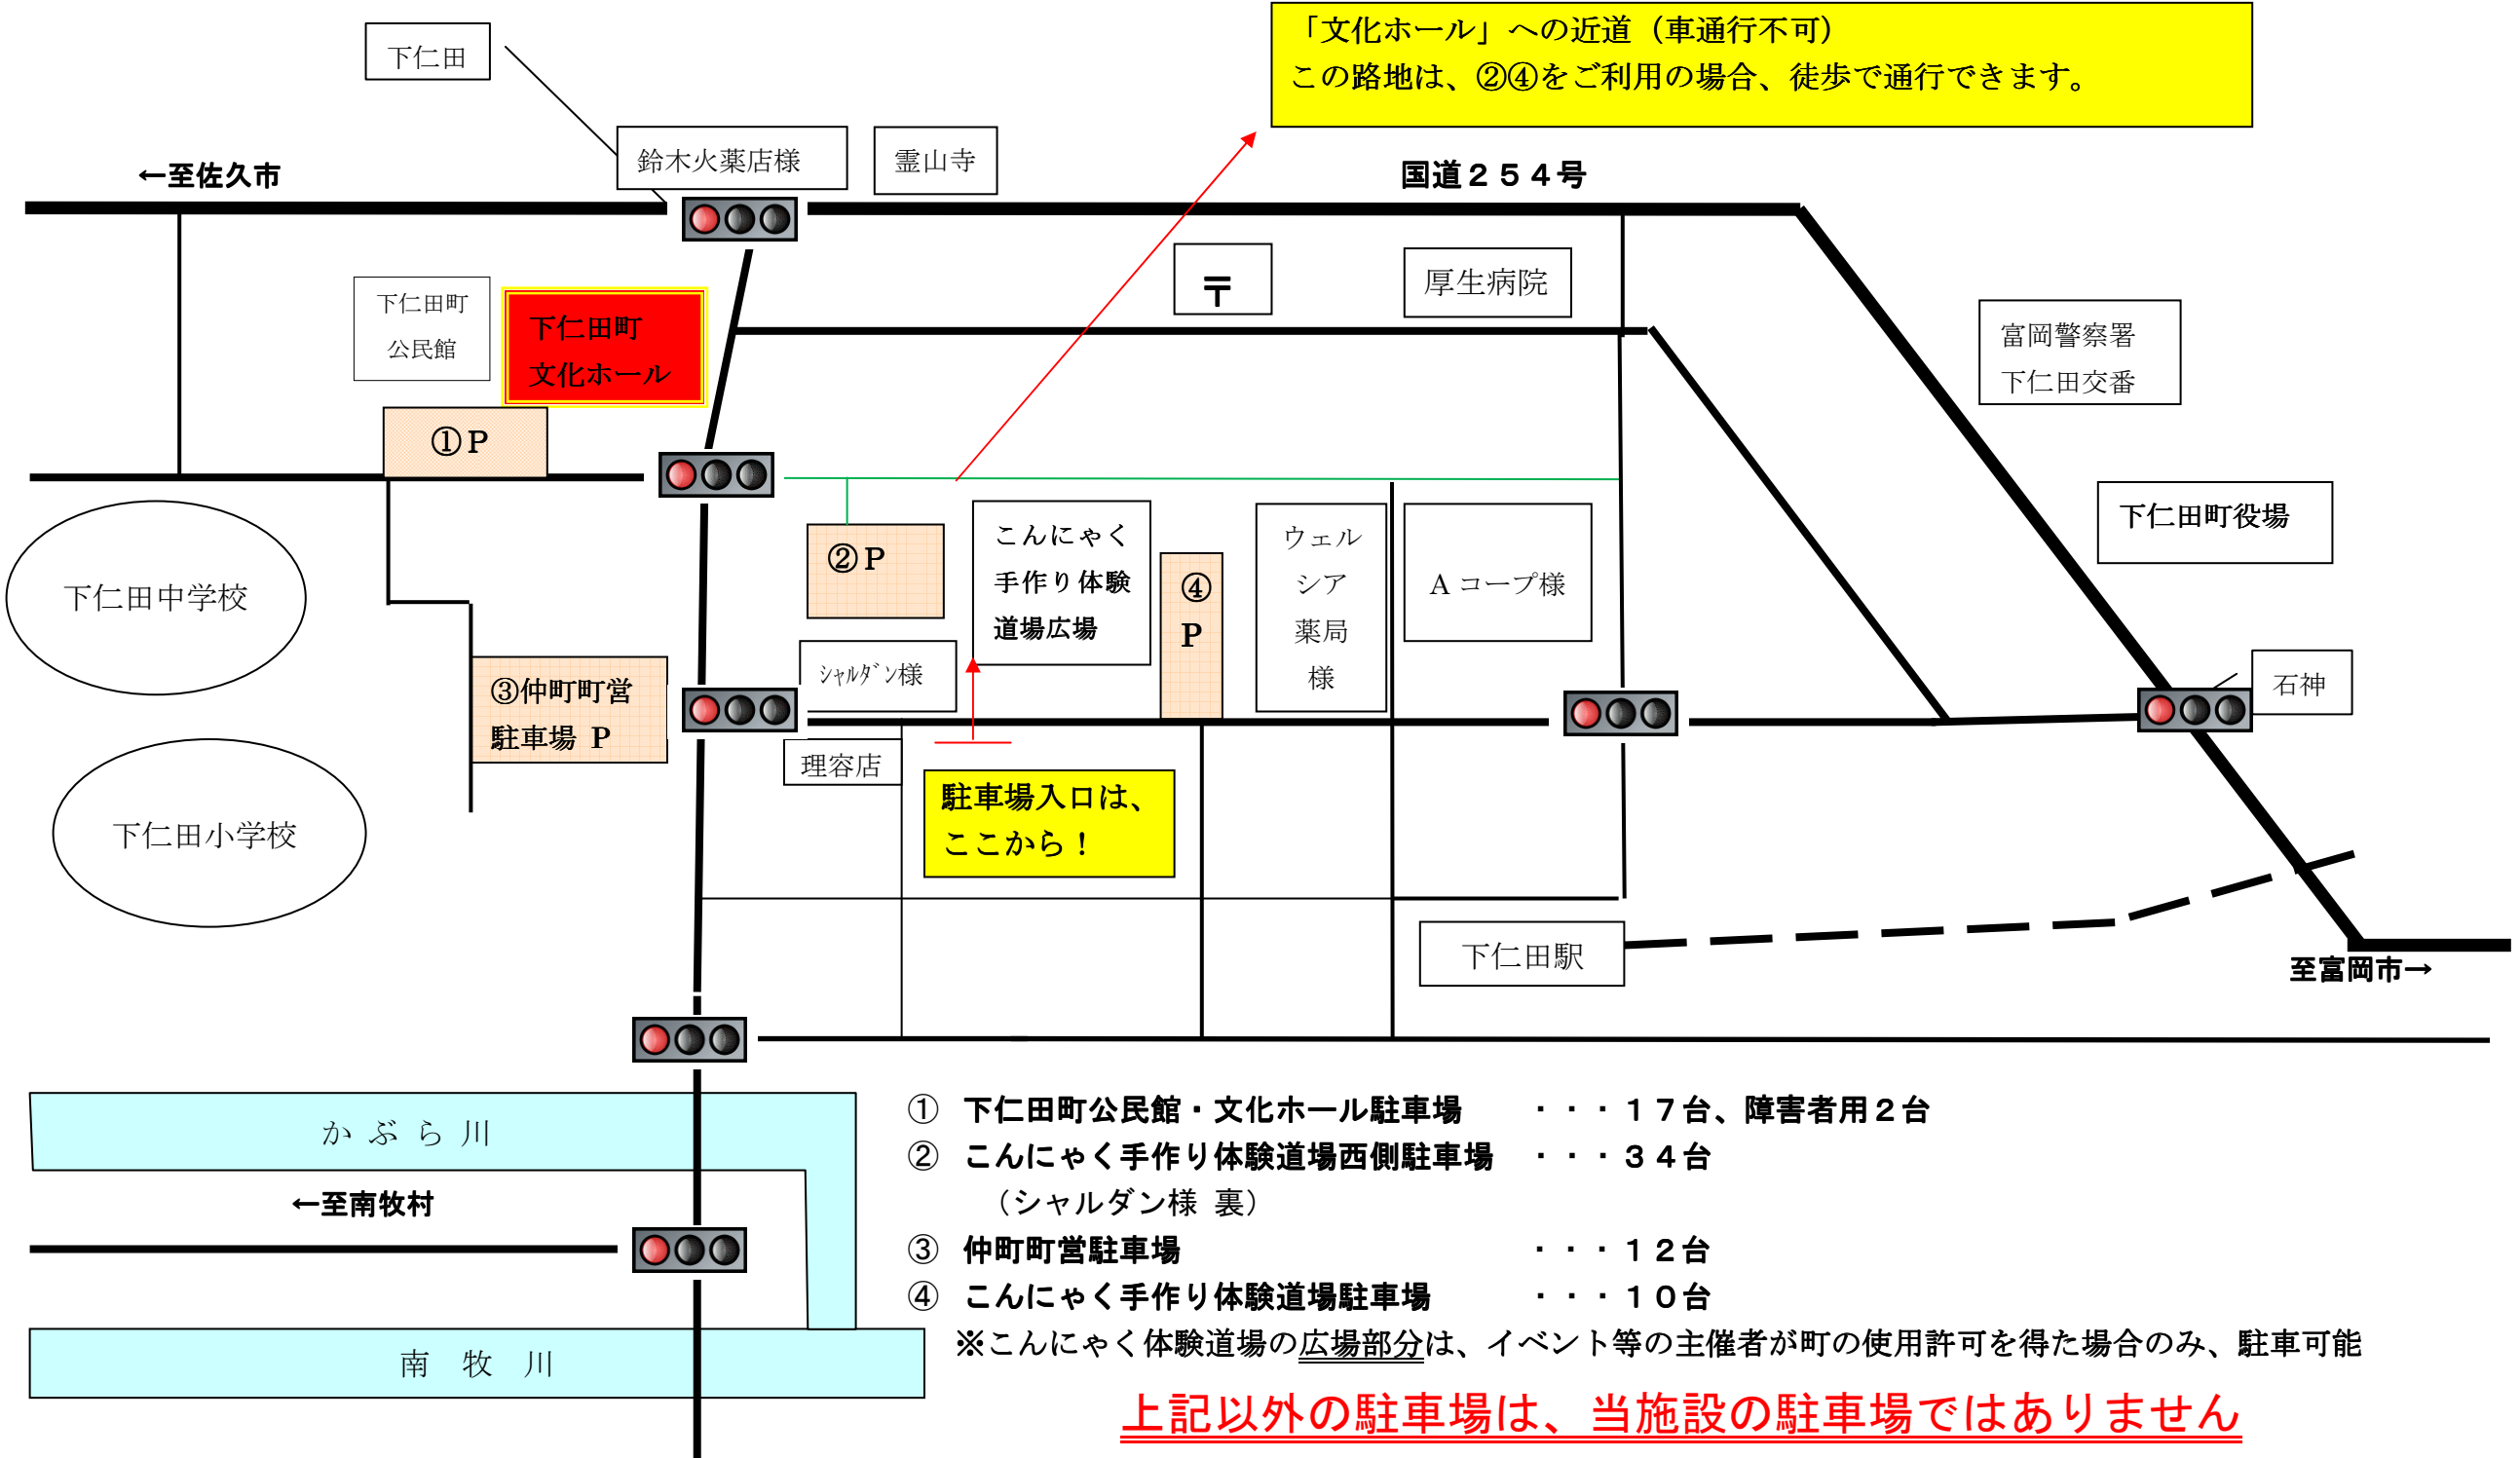 「文化ホール」への近道（車通行不可）
この路地は、②④をご利用の場合、徒歩で通行できます。
下仁田
鈴木火薬店様
霊山寺
←至佐久市
国道２５４号
〒
厚生病院
下仁田町
公民館
下仁田町
文化ホール
富岡警察署
下仁田交番
①Ｐ
下仁田中学校
②Ｐ
こんにゃく
手作り体験
道場広場
④
Ｐ
ウェル
シア
薬局
様
Ａコープ様
下仁田町役場
③仲町町営
駐車場 Ｐ
ｼｬﾙﾀﾞﾝ様
石神
理容店
駐車場入口は、
ここから！
下仁田小学校
下仁田駅
至富岡市→
かぶら川
←至南牧村
南　牧　川
① 下仁田町公民館・文化ホール駐車場 ・・・１７台、障害者用２台
② こんにゃく手作り体験道場西側駐車場 ・・・３４台
（シャルダン様 裏）
③ 仲町町営駐車場 ・・・１２台
④ こんにゃく手作り体験道場駐車場 ・・・１０台
※こんにゃく体験道場の広場部分は、イベント等の主催者が町の使用許可を得た場合のみ、駐車可能
上記以外の駐車場は、当施設の駐車場ではありません